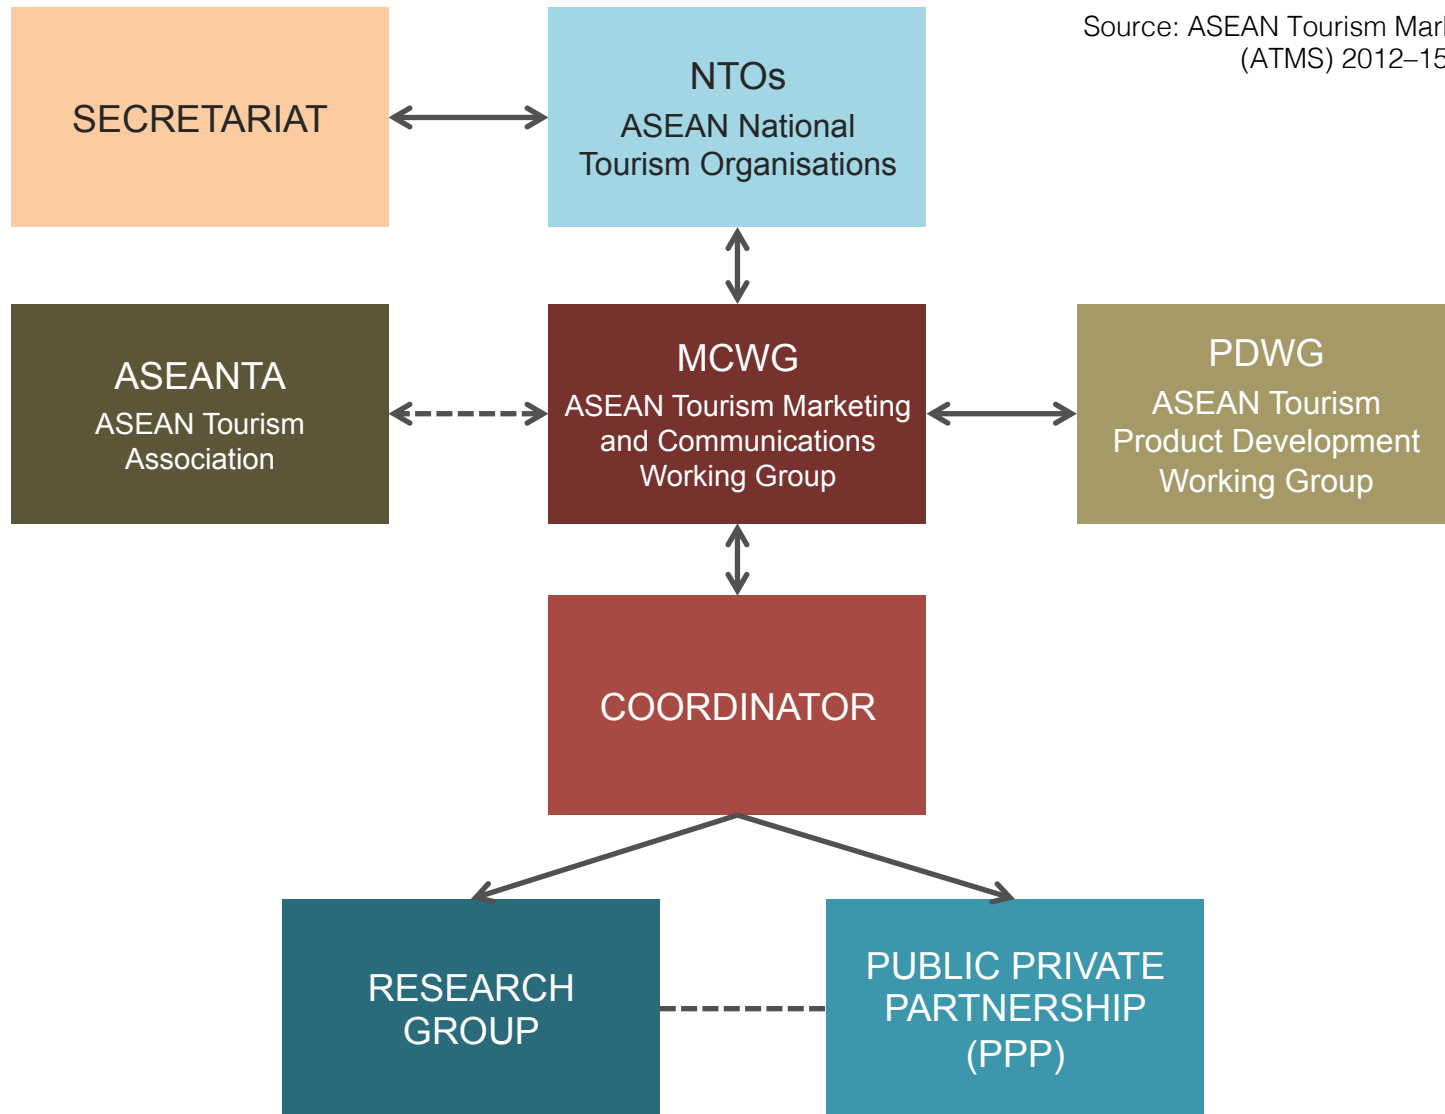 Source: ASEAN Tourism
(ATMS) 2012–15
SECRETARIAT
NTOs
ASEAN National
Tourism Organisations
ASEANTA
ASEAN Tourism
Association
MCWG
ASEAN Tourism Marketing
and Communications
Working Group
PDWG
ASEAN Tourism
Product Development
Working Group
COORDINATOR
RESEARCH
GROUP
PUBLIC PRIVATE
PARTNERSHIP
(PPP)